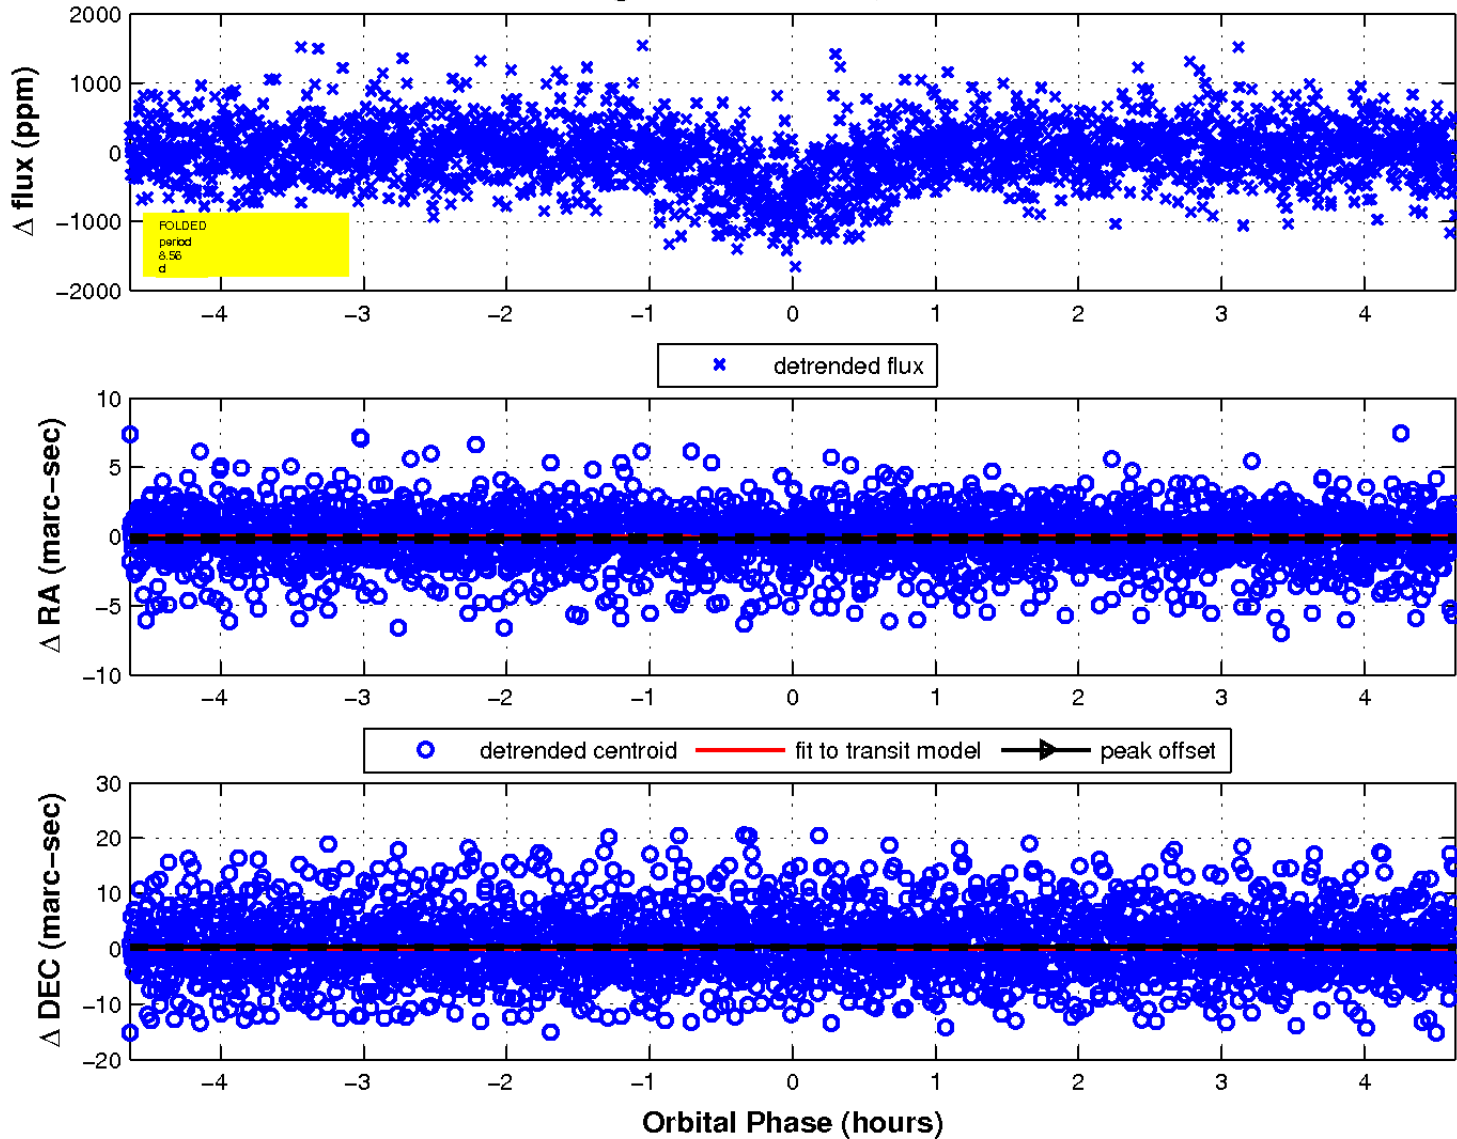 2000
1000
0
−1000
−2000
Δ flux (ppm)
FOLDED
period
8.56
d
−4 −3 −2 −1 0 1 2 3 4
detrended flux
10
5
0
−5
−10
Δ RA (marc−sec)
−4 −3 −2 −1 0 1 2 3 4
detrended centroid fit to transit model peak offset
30
20
10
0
−10
−20
Δ DEC (marc−sec)
−4 −3 −2 −1 0 1 2 3 4
Orbital Phase (hours)